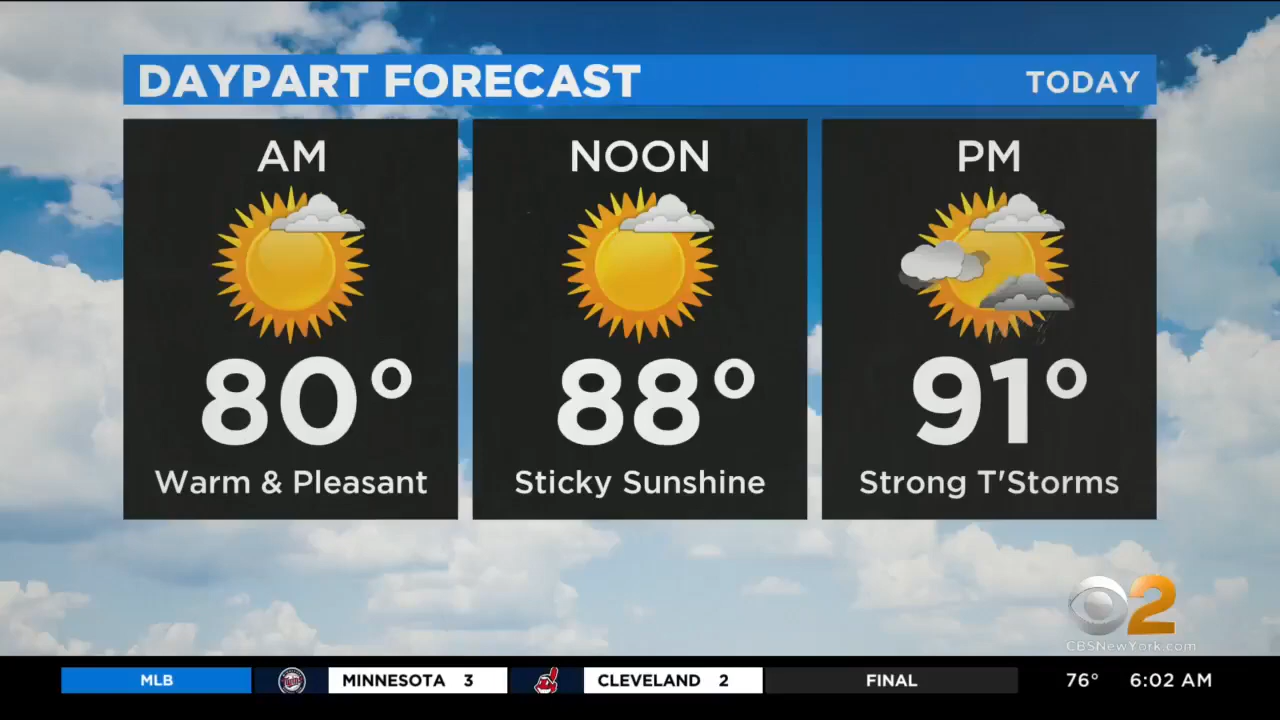 DAYPART FORECAST
TODAY
AM
NOON
PM
80°
88°
91°
Warm & Pleasant
Sticky Sunshine
Strong T'Storms
2
CBSNewYork.com
MLB
MINNESOTA 3
CLEVELAND 2
FINAL
76°
6:02 AM